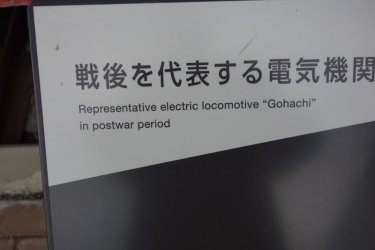 戦後を代表する電気機関
Representative electric locomotive “Gohachi”
in postwar period